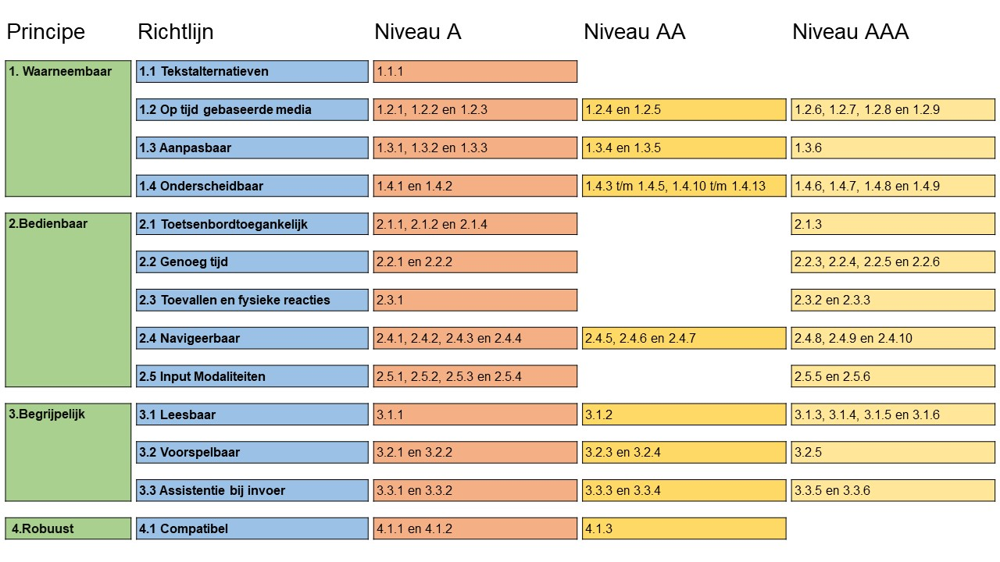 Principe Richtlijn Niveau A Niveau AA Niveau AAA
1. Waarneembaar 1.1 Tekstalternatieven 1.1.1
1.2 Op tijd gebaseerde media 1.2.1, 1.2.2 en 1.2.3 1.2.4 en 1.2.5 1.2.6, 1.2.7, 1.2.8 en 1.2.9
1.3 Aanpasbaar 1.3.1, 1.3.2 en 1.3.3 1.3.4 en 1.3.5 1.3.6
1.4 Onderscheidbaar 1.4.1 en 1.4.2 1.4.3 t/m 1.4.5, 1.4.10 t/m 1.4.13 1.4.6, 1.4.7, 1.4.8 en 1.4.9
2.Bedienbaar 2.1 Toetsenbordtoegankelijk 2.1.1, 2.1.2 en 2.1.4 2.1.3
2.2 Genoeg tijd 2.2.1 en 2.2.2 2.2.3, 2.2.4, 2.2.5 en 2.2.6
2.3 Toevallen en fysieke reacties 2.3.1 2.3.2 en 2.3.3
2.4 Navigeerbaar 2.4.1, 2.4.2, 2.4.3 en 2.4.4 2.4.5, 2.4.6 en 2.4.7 2.4.8, 2.4.9 en 2.4.10
2.5 Input Modaliteiten 2.5.1, 2.5.2, 2.5.3 en 2.5.4 2.5.5 en 2.5.6
3.Begrijpelijk 3.1 Leesbaar 3.1.1 3.1.2 3.1.3, 3.1.4, 3.1.5 en 3.1.6
3.2 Voorspelbaar 3.2.1 en 3.2.2 3.2.3 en 3.2.4 3.2.5
3.3 Assistentie bij invoer 3.3.1 en 3.3.2 3.3.3 en 3.3.4 3.3.5 en 3.3.6
4.Robuust 4.1 Compatibel 4.1.1 en 4.1.2 4.1.3